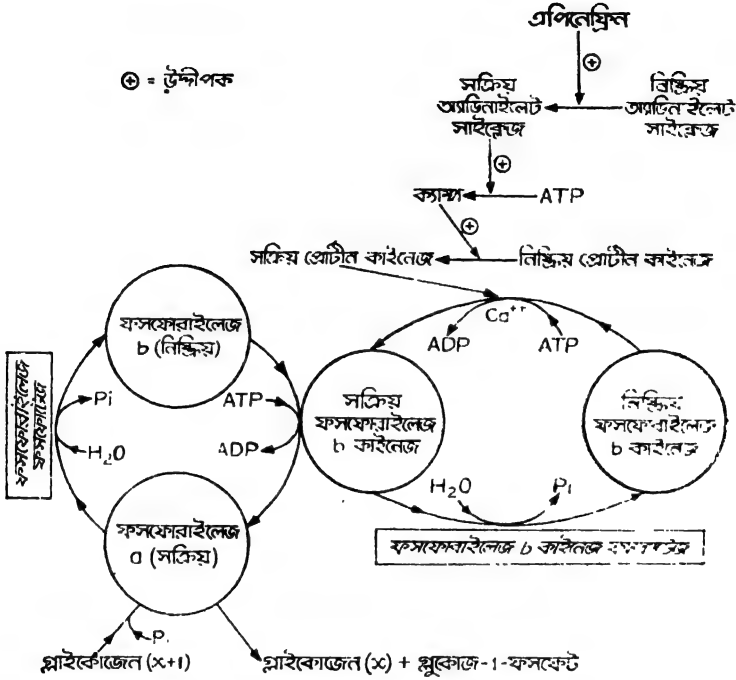 এপিনেফ্রিন
⊕
⊕ = উদ্দীপক
সক্রিয়
অ্যাডিনাইলেট
সাইক্লেজ
নিষ্ক্রিয়
অ্যাডিনাইলেট
সাইক্লেজ
⊕
ক্যাম্প
ATP
⊕
সক্রিয় প্রোটীন কাইনেজ
নিষ্ক্রিয় প্রোটীন কাইনেজ
Ca++
ADP
ATP
ফসফোরাইলেজ
b (নিষ্ক্রিয়)
ফসফোরাইলেজ
ফসফাটেজ
Pi
H2O
ATP
ADP
সক্রিয়
ফসফোরাইলেজ
b কাইনেজ
নিষ্ক্রিয়
ফসফোরাইলেজ
b কাইনেজ
H2O
Pi
ফসফোরাইলেজ b কাইনেজ
ফসফোরাইলেজ
a (সক্রিয়)
Pi
গ্লাইকোজেন (x+1)
গ্লাইকোজেন (x) + গ্লুকোজ-1-ফসফেট